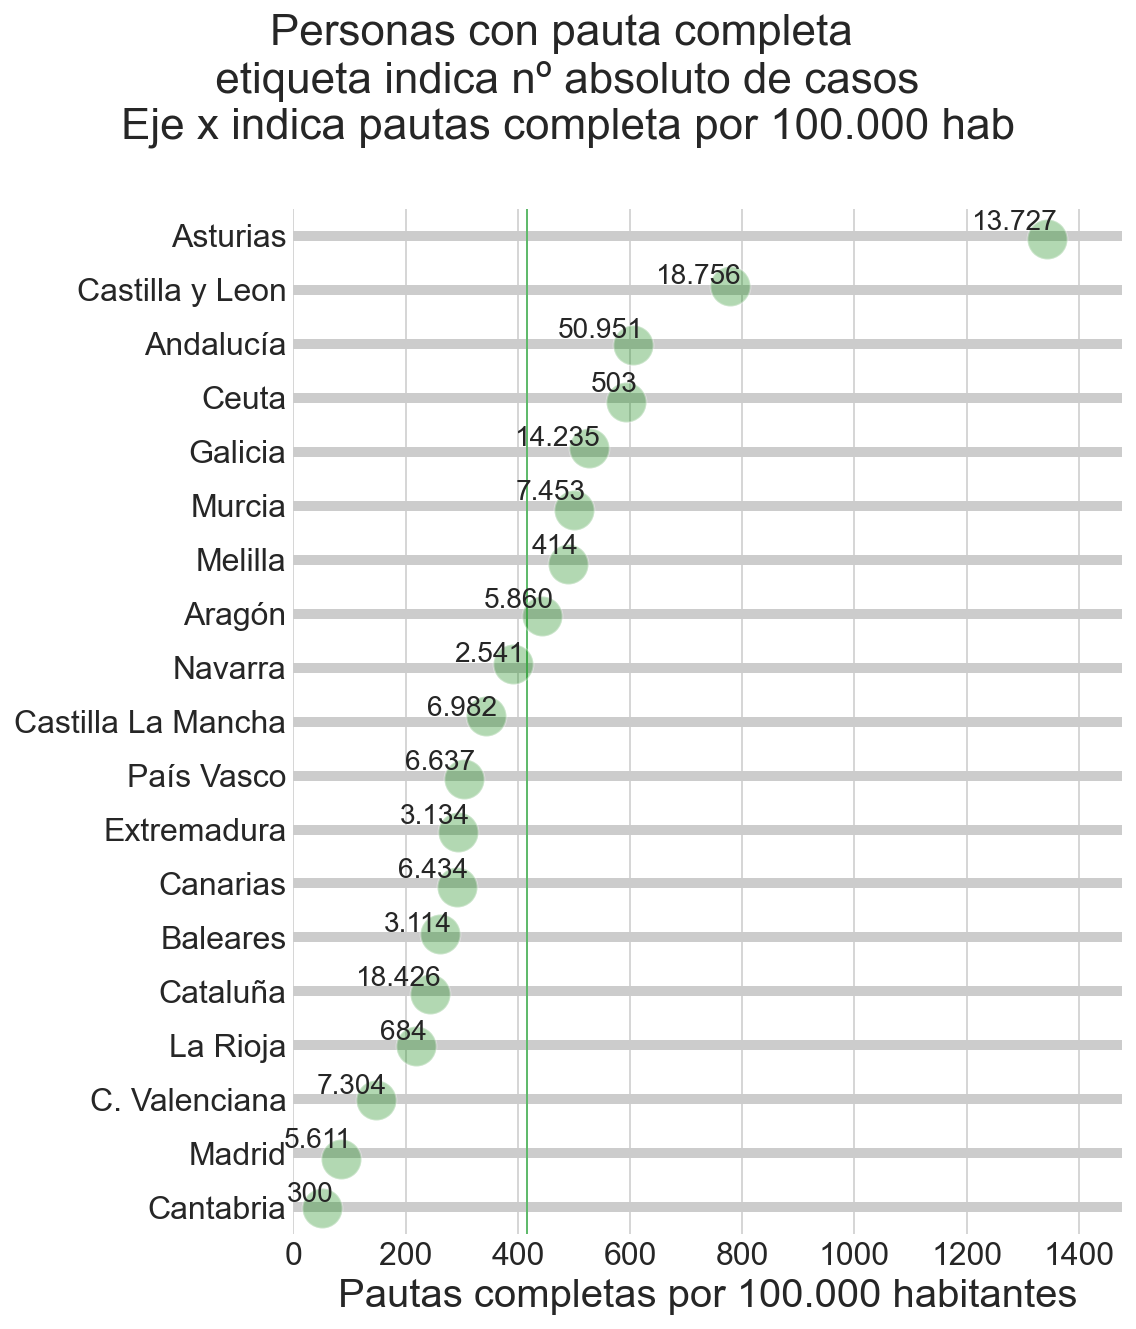 Personas con pauta completa
etiqueta indica nº absoluto de casos
Eje x indica pautas completa por 100.000 hab
Asturias 13.727
Castilla y Leon 18.756
Andalucía 50.951
Ceuta 503
Galicia 14.235
Murcia 7.453
Melilla 414
Aragón 5.860
Navarra 2.541
Castilla La Mancha 6.982
País Vasco 6.637
Extremadura 3.134
Canarias 6.434
Baleares 3.114
Cataluña 18.426
La Rioja 684
C. Valenciana 7.304
Madrid 5.611
Cantabria 300
0 200 400 600 800 1000 1200 1400
Pautas completas por 100.000 habitantes